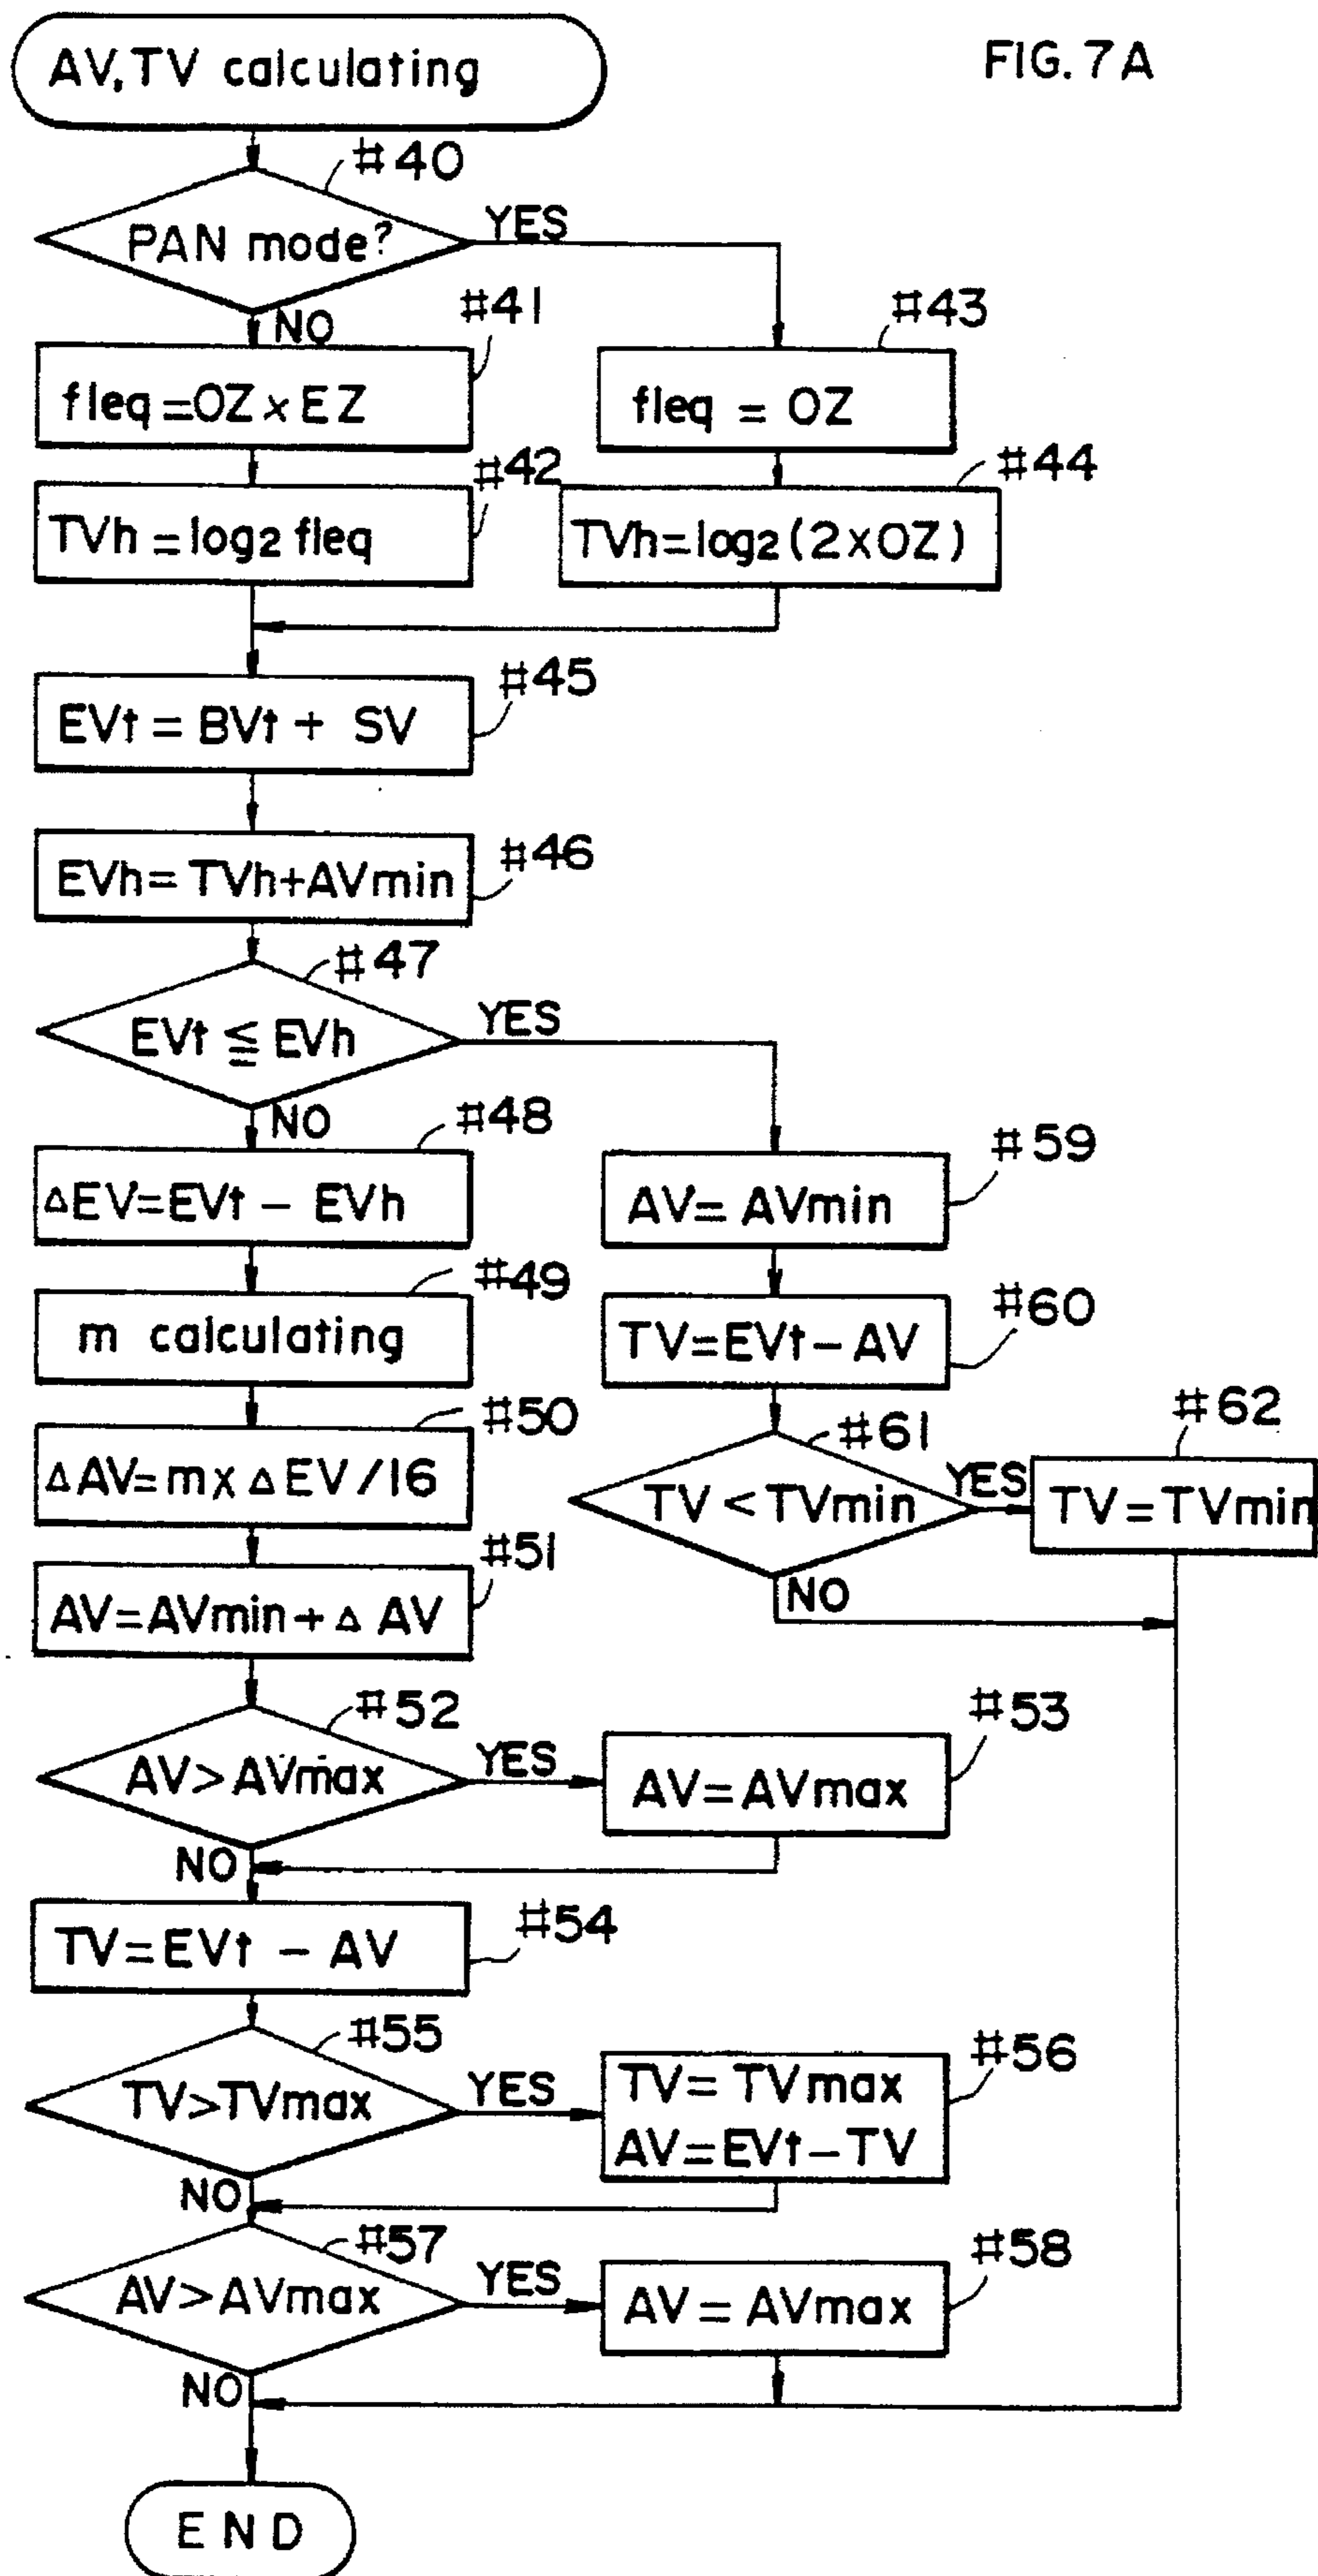 FIG. 7A
AV, TV calculating
#40
PAN mode?
YES
NO
#41
fleq = OZ x EZ
#43
fleq = OZ
#42
TVh = log2 fleq
#44
TVh = log2 (2 x OZ)
#45
EVt = BVt + SV
#46
EVh = TVh + AVmin
#47
EVt ≦ EVh
YES
NO
#48
ΔEV = EVt - EVh
#59
AV = AVmin
#49
m calculating
#60
TV = EVt - AV
#50
ΔAV = m x ΔEV/16
#61
TV < TVmin
YES
NO
#62
TV = TVmin
#51
AV = AVmin + ΔAV
#52
AV > AVmax
YES
NO
#53
AV = AVmax
#54
TV = EVt - AV
#55
TV > TVmax
YES
NO
#56
TV = TVmax
AV = EVt - TV
#57
AV > AVmax
YES
NO
#58
AV = AVmax
END